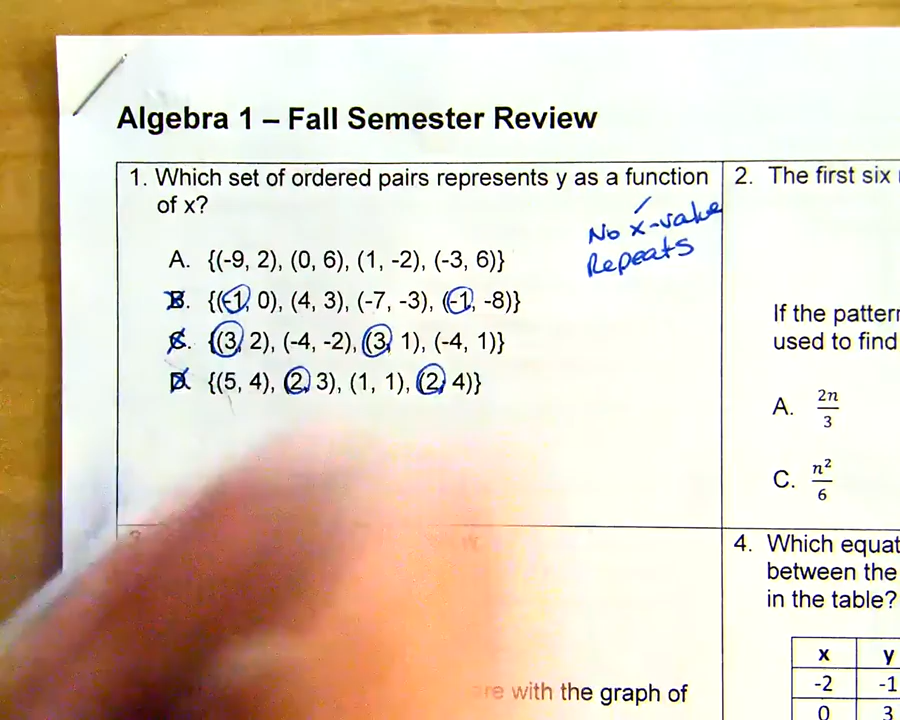 Algebra 1 – Fall Semester Review
1. Which set of ordered pairs represents y as a function
of x?
No x-value
Repeats
A. {(-9, 2), (0, 6), (1, -2), (-3, 6)}
B. {(-1, 0), (4, 3), (-7, -3), (-1, -8)}
C. {(3, 2), (-4, -2), (3, 1), (-4, 1)}
D. {(5, 4), (2, 3), (1, 1), (2, 4)}
with the graph of
2. The first six
If the pattern
used to find
A. 2n/3
C. n²/6
4. Which equat
between the
in the table?
x y
-2 -1
0 3